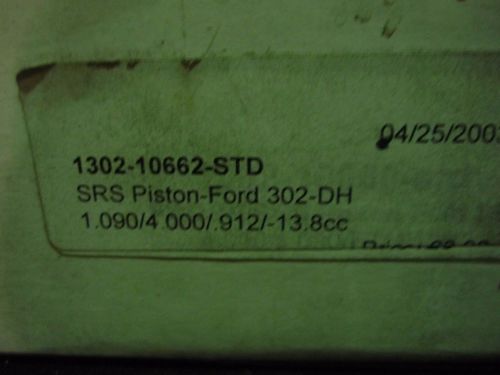 04/25/200
1302-10662-STD
SRS Piston-Ford 302-DH
1.090/4.000/.912/-13.8cc